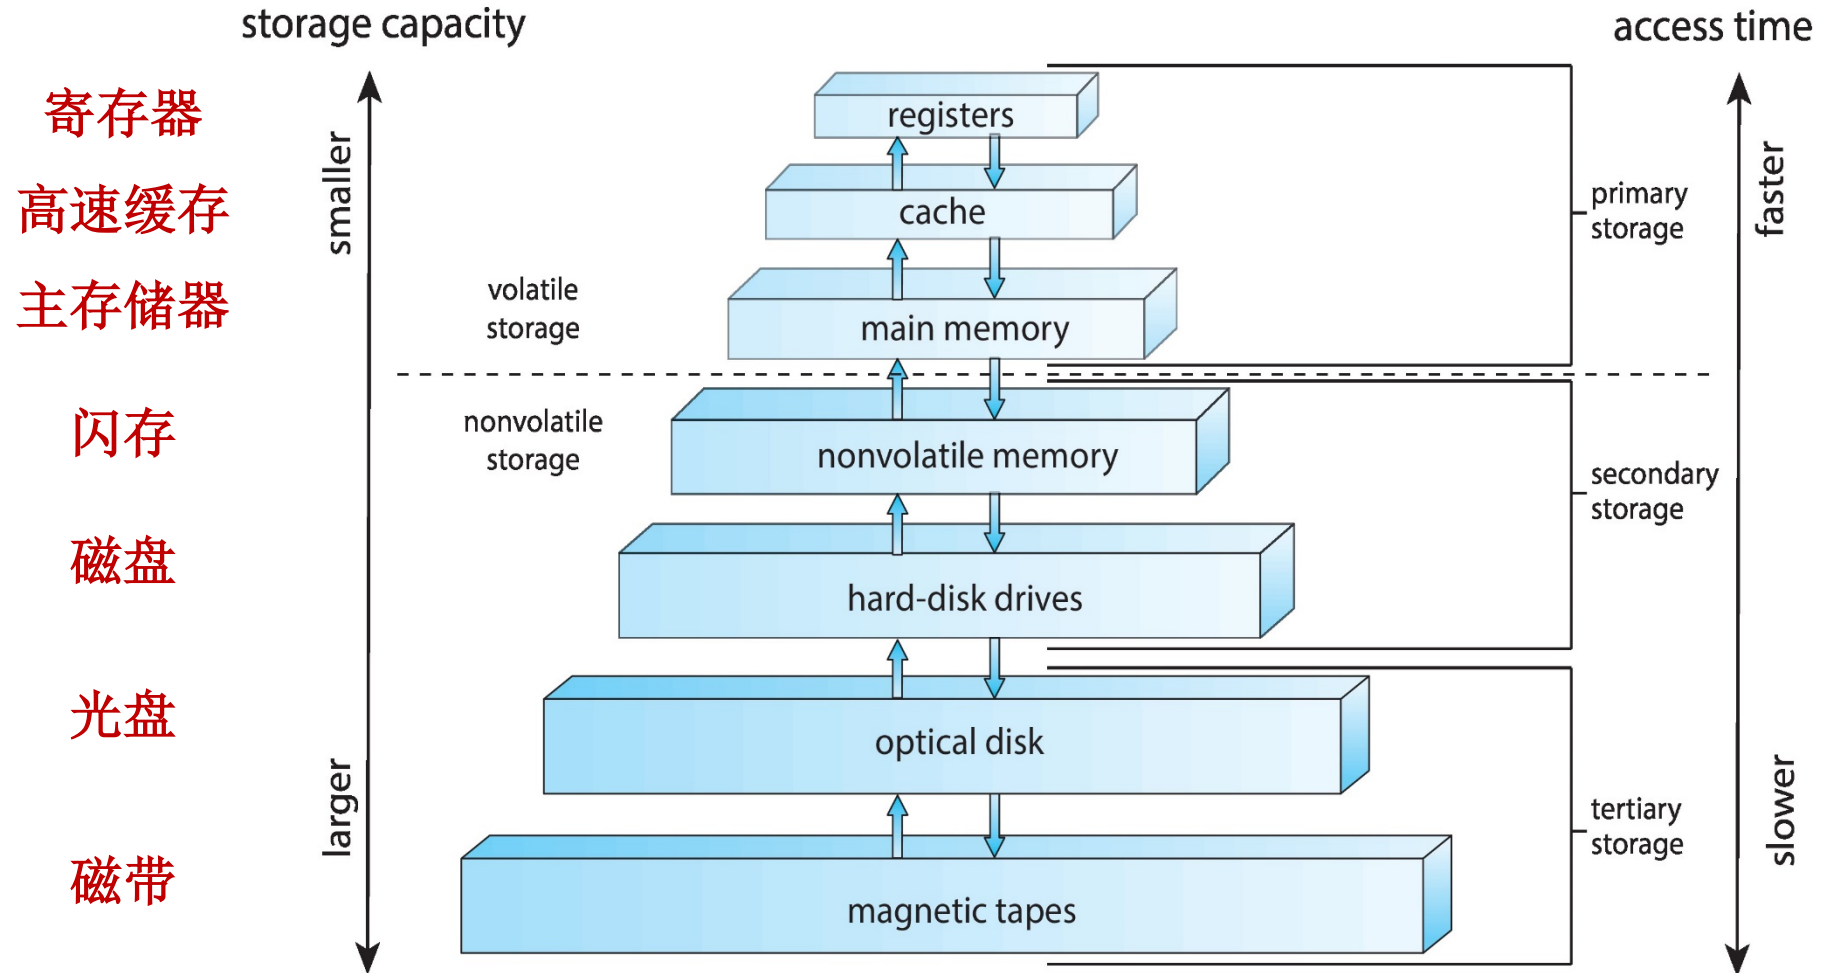 storage capacity
access time
寄存器
smaller
registers
faster
高速缓存
cache
primary
storage
主存储器
volatile
storage
main memory
闪存
nonvolatile
storage
nonvolatile memory
secondary
storage
磁盘
hard-disk drives
光盘
optical disk
larger
tertiary
storage
slower
磁带
magnetic tapes